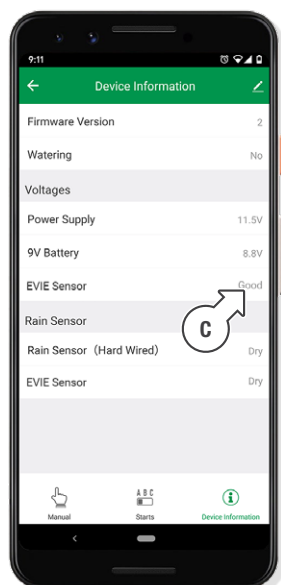 9:11
Device Information
Firmware Version 2
Watering No
Voltages
Power Supply 11.5V
9V Battery 8.8V
EVIE Sensor Good
C
Rain Sensor
Rain Sensor (Hard Wired) Dry
EVIE Sensor Dry
A B C
Manual Starts Device Information